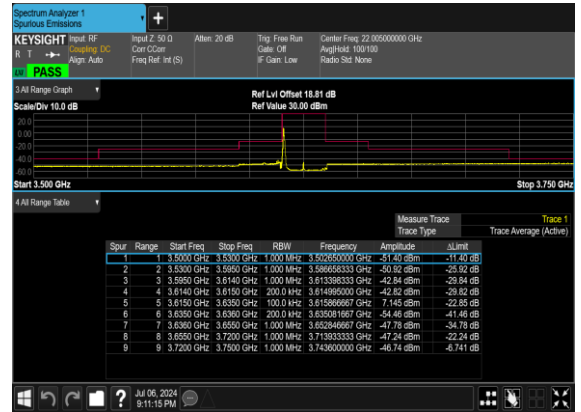 Spectrum Analyzer 1
Spurious Emissions
KEYSIGHT
R T
LXI
PASS
Input: RF
Coupling: DC
Align: Auto
Input Z: 50 Ω
Corr CCorr
Freq Ref: Int (S)
Atten: 20 dB
Trig: Free Run
Gate: Off
IF Gain: Low
Center Freq: 22.005000000 GHz
Avg|Hold: 100/100
Radio Std: None
3 All Range Graph
Scale/Div 10.0 dB
Ref Lvl Offset 18.81 dB
Ref Value 30.00 dBm
20.0
0.00
-20.0
-40.0
-60.0
Start 3.500 GHz
Stop 3.750 GHz
4 All Range Table
Measure Trace Trace 1
Trace Type Trace Average (Active)
Spur Range Start Freq Stop Freq RBW Frequency Amplitude ΔLimit
1 1 3.5000 GHz 3.5300 GHz 1.000 MHz 3.502650000 GHz -51.40 dBm -11.40 dB
2 2 3.5300 GHz 3.5950 GHz 1.000 MHz 3.586658333 GHz -50.92 dBm -25.92 dB
3 3 3.5950 GHz 3.6140 GHz 1.000 MHz 3.613398333 GHz -42.84 dBm -29.84 dB
4 4 3.6140 GHz 3.6150 GHz 200.0 kHz 3.614995000 GHz -42.82 dBm -29.82 dB
5 5 3.6150 GHz 3.6350 GHz 100.0 kHz 3.615866667 GHz 7.145 dBm -22.85 dB
6 6 3.6350 GHz 3.6360 GHz 200.0 kHz 3.635081667 GHz -54.46 dBm -41.46 dB
7 7 3.6360 GHz 3.6550 GHz 1.000 MHz 3.652846667 GHz -47.78 dBm -34.78 dB
8 8 3.6550 GHz 3.7200 GHz 1.000 MHz 3.713933333 GHz -47.24 dBm -22.24 dB
9 9 3.7200 GHz 3.7500 GHz 1.000 MHz 3.743600000 GHz -46.74 dBm -6.741 dB
?
Jul 06, 2024
9:11:15 PM